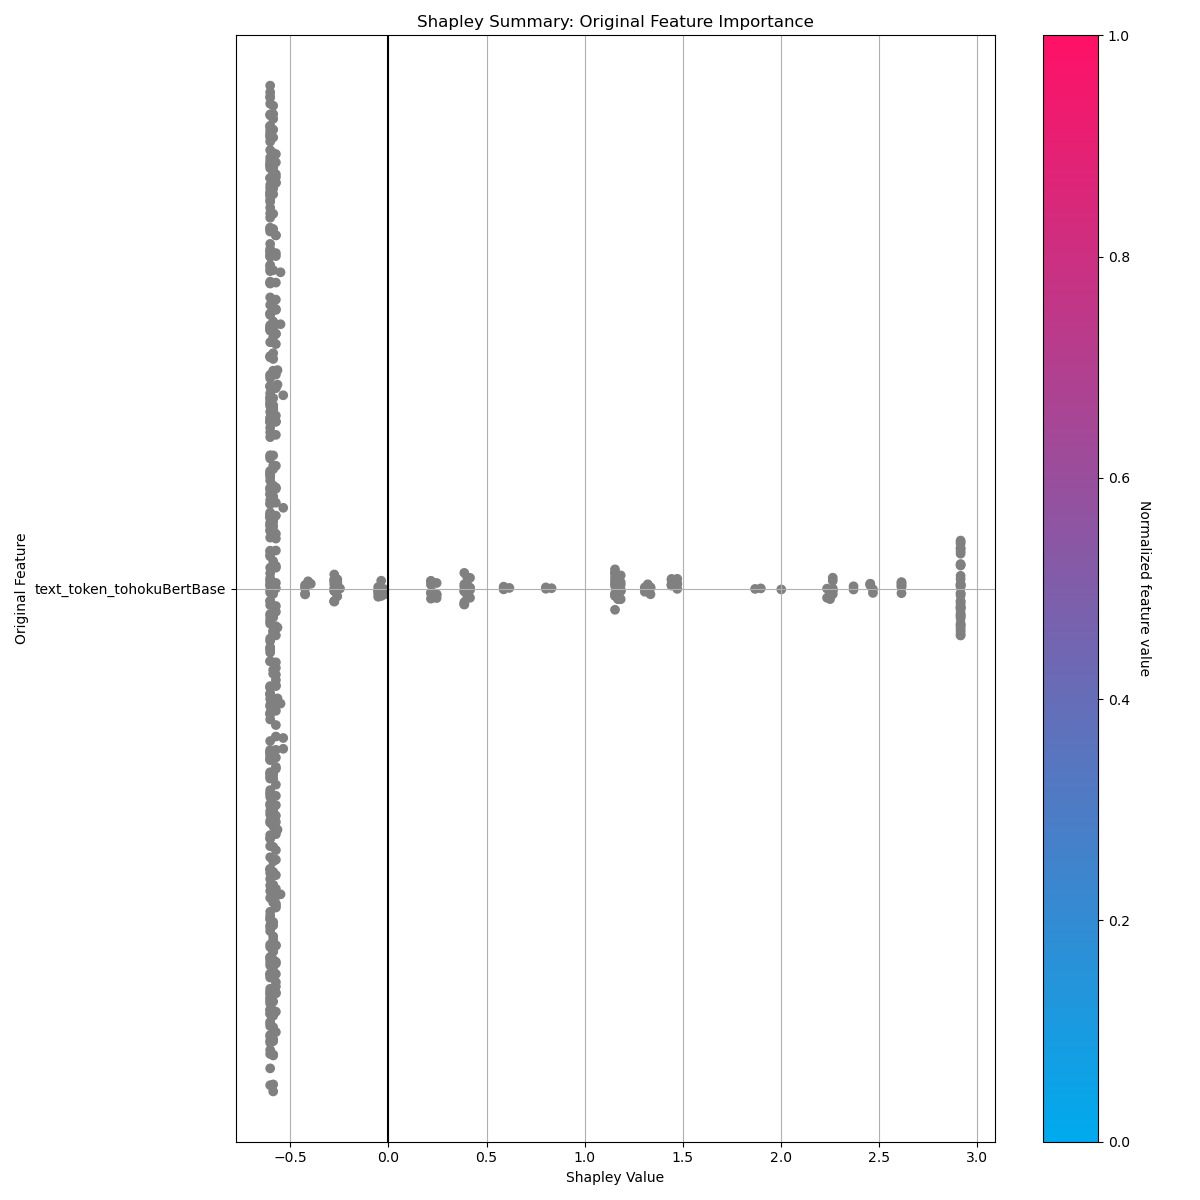 Shapley Summary: Original Feature Importance
Original Feature
text_token_tohokuBertBase
−0.5 0.0 0.5 1.0 1.5 2.0 2.5 3.0
Shapley Value
1.0
0.8
0.6
0.4
0.2
0.0
Normalized feature value